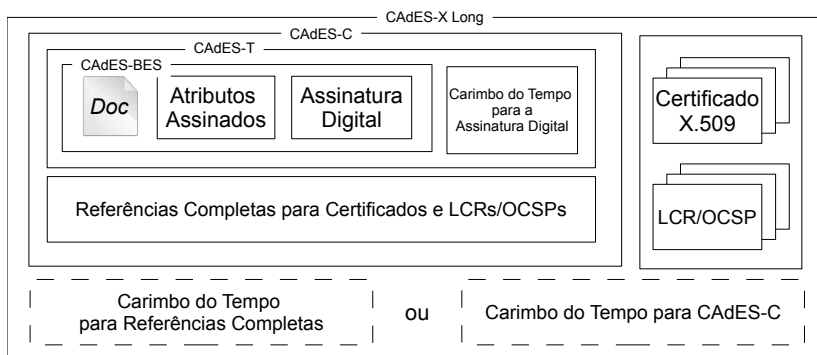 CAdES-X Long
CAdES-C
CAdES-T
CAdES-BES
Doc
Atributos
Assinados
Assinatura
Digital
Carimbo do Tempo
para a
Assinatura Digital
Referências Completas para Certificados e LCRs/OCSPs
Certificado
X.509
LCR/OCSP
Carimbo do Tempo
para Referências Completas
ou
Carimbo do Tempo para CAdES-C